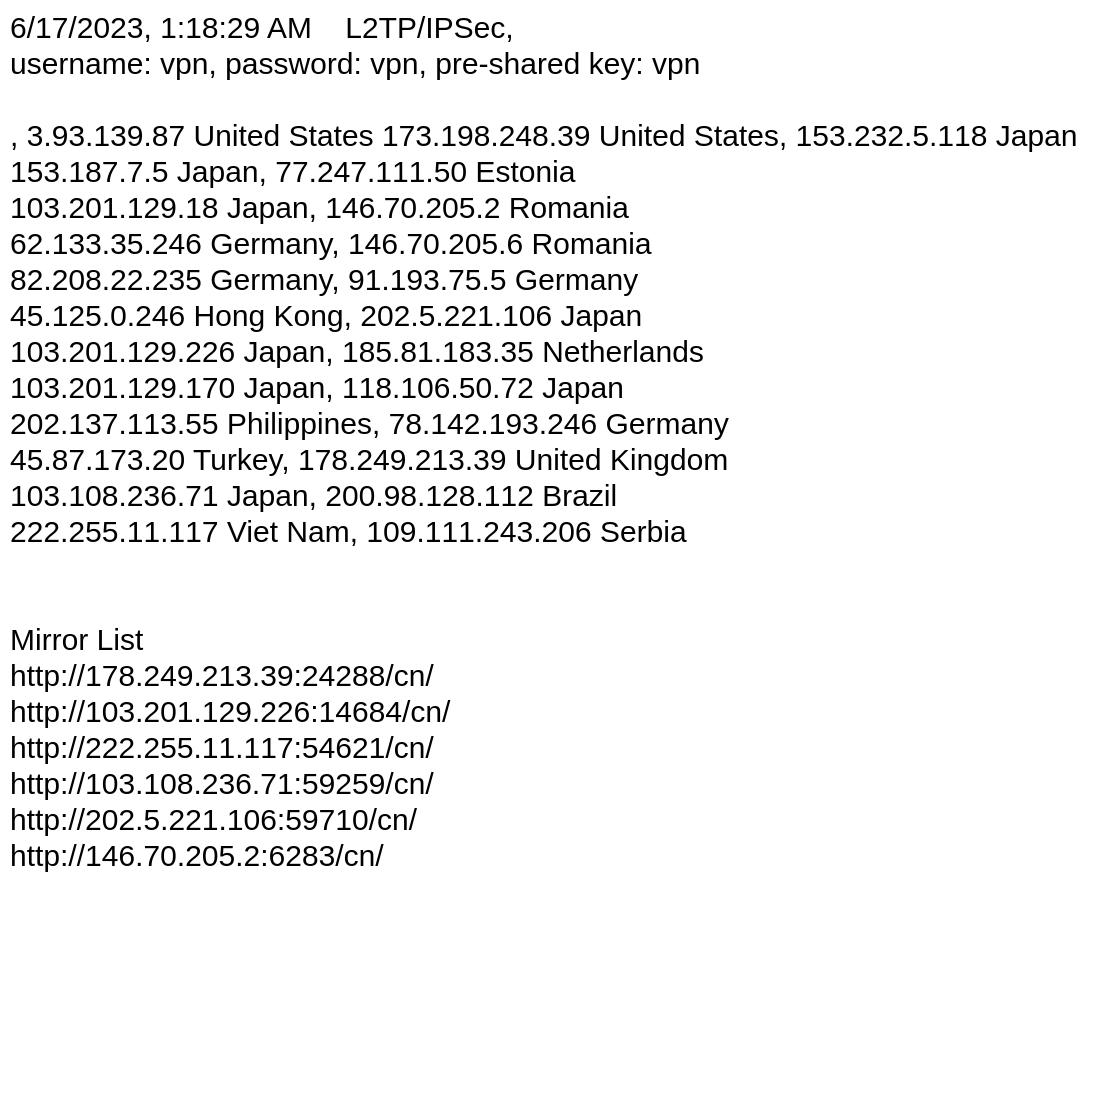 6/17/2023, 1:18:29 AM    L2TP/IPSec,
username: vpn, password: vpn, pre-shared key: vpn
, 3.93.139.87 United States 173.198.248.39 United States, 153.232.5.118 Japan
153.187.7.5 Japan, 77.247.111.50 Estonia
103.201.129.18 Japan, 146.70.205.2 Romania
62.133.35.246 Germany, 146.70.205.6 Romania
82.208.22.235 Germany, 91.193.75.5 Germany
45.125.0.246 Hong Kong, 202.5.221.106 Japan
103.201.129.226 Japan, 185.81.183.35 Netherlands
103.201.129.170 Japan, 118.106.50.72 Japan
202.137.113.55 Philippines, 78.142.193.246 Germany
45.87.173.20 Turkey, 178.249.213.39 United Kingdom
103.108.236.71 Japan, 200.98.128.112 Brazil
222.255.11.117 Viet Nam, 109.111.243.206 Serbia
Mirror List
http://178.249.213.39:24288/cn/
http://103.201.129.226:14684/cn/
http://222.255.11.117:54621/cn/
http://103.108.236.71:59259/cn/
http://202.5.221.106:59710/cn/
http://146.70.205.2:6283/cn/